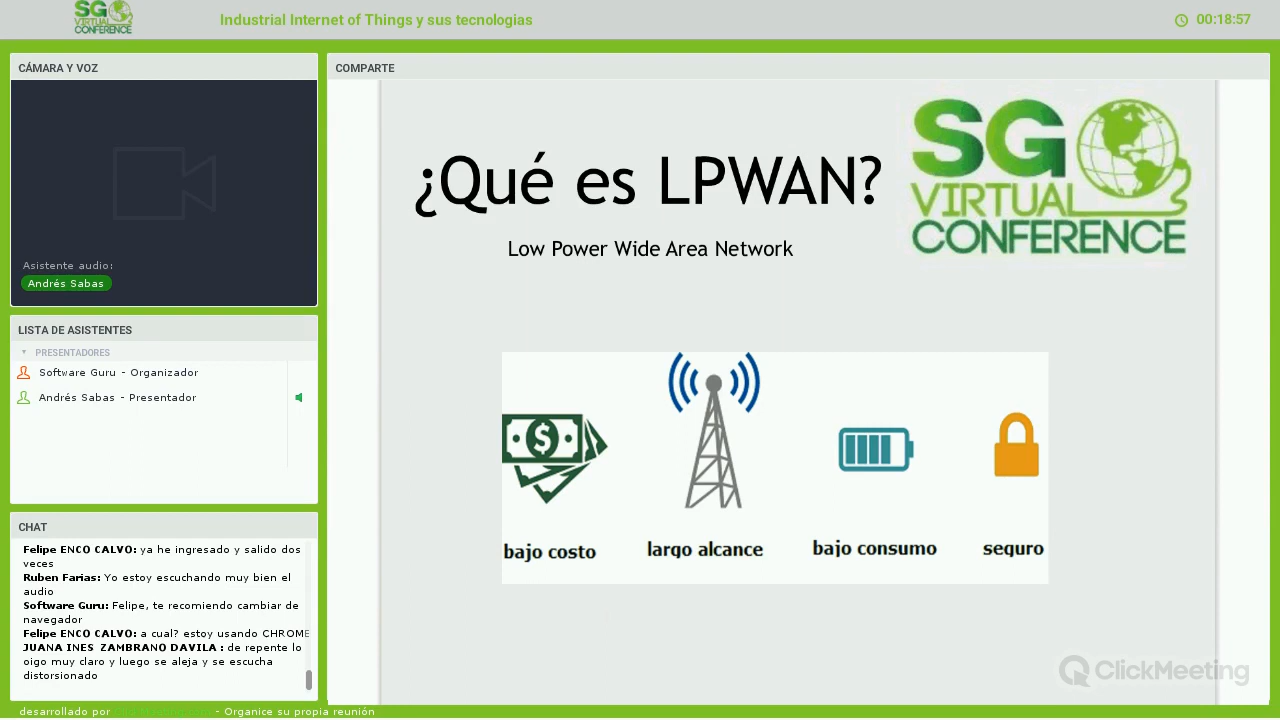 SG
VIRTUAL
CONFERENCE
Industrial Internet of Things y sus tecnologias
00:18:57
CÁMARA Y VOZ
Asistente audio:
Andrés Sabas
LISTA DE ASISTENTES
PRESENTADORES
Software Guru - Organizador
Andrés Sabas - Presentador
CHAT
Felipe ENCO CALVO: ya he ingresado y salido dos
veces
Ruben Farias: Yo estoy escuchando muy bien el
audio
Software Guru: Felipe, te recomiendo cambiar de
navegador
Felipe ENCO CALVO: a cual? estoy usando CHROME
JUANA INES ZAMBRANO DAVILA : de repente lo
oigo muy claro y luego se aleja y se escucha
distorsionado
desarrollado por
- Organice su propia reunión
COMPARTE
¿Qué es LPWAN?
Low Power Wide Area Network
SG
VIRTUAL
CONFERENCE
bajo costo
largo alcance
bajo consumo
seguro
ClickMeeting